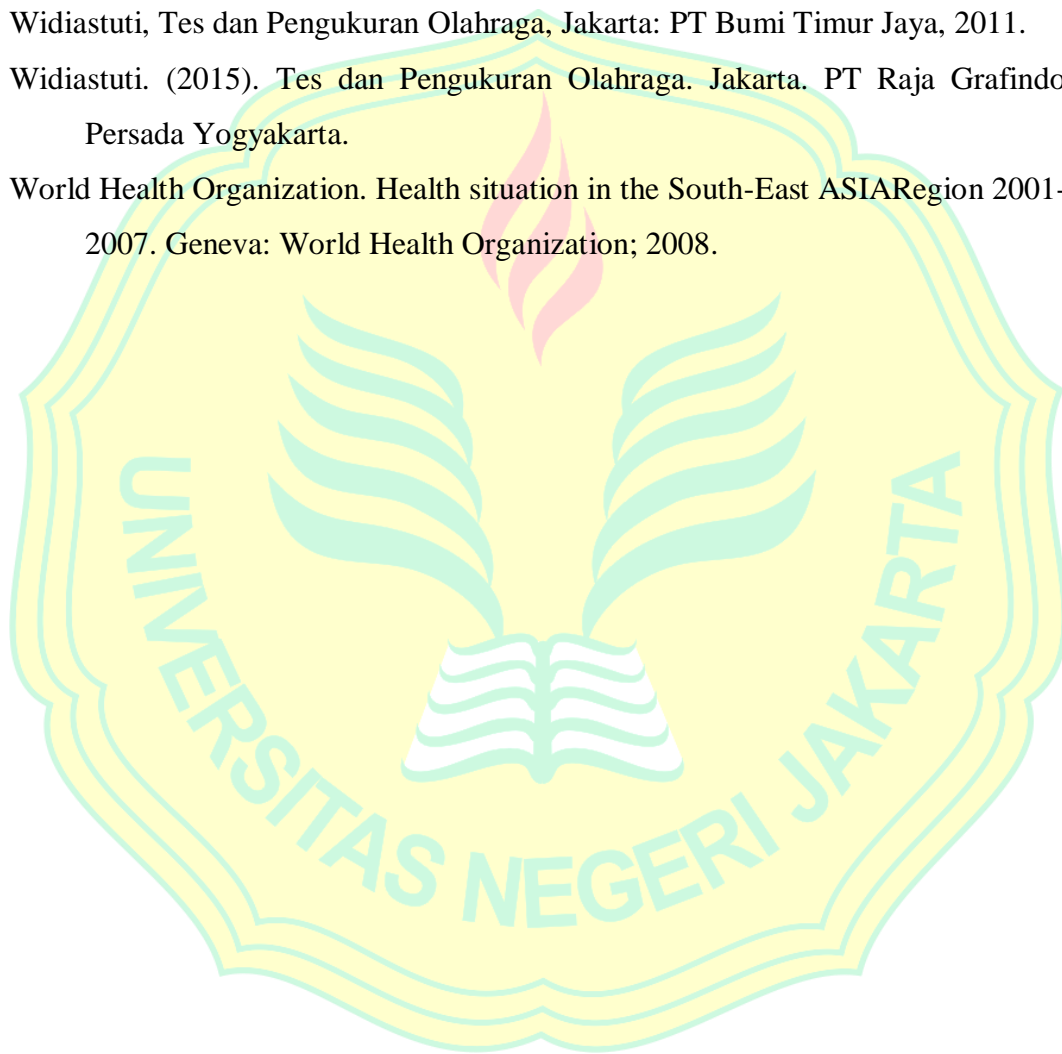 Widiastuti, Tes dan Pengukuran Olahraga, Jakarta: PT Bumi Timur Jaya, 2011.
Widiastuti. (2015). Tes dan Pengukuran Olahraga. Jakarta. PT Raja Grafindo
Persada Yogyakarta.
World Health Organization. Health situation in the South-East ASIARegion 2001-
2007. Geneva: World Health Organization; 2008.
UNIVERSITAS NEGERI JAKARTA